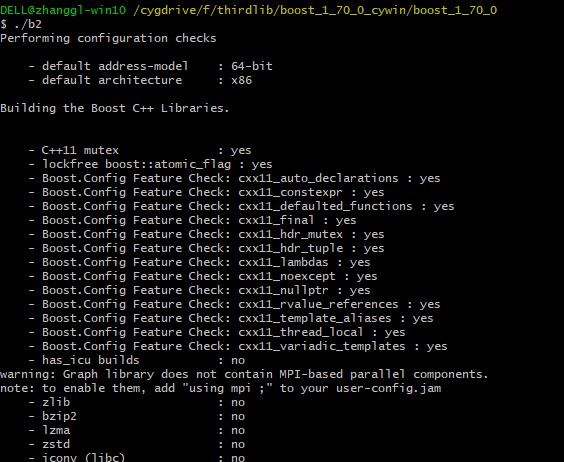 DELL@zhanggl-win10 /cygdrive/f/thirdlib/boost_1_70_0_cywin/boost_1_70_0
$ ./b2
Performing configuration checks
- default address-model    : 64-bit
- default architecture     : x86
Building the Boost C++ Libraries.
- C++11 mutex              : yes
- lockfree boost::atomic_flag : yes
- Boost.Config Feature Check: cxx11_auto_declarations : yes
- Boost.Config Feature Check: cxx11_constexpr : yes
- Boost.Config Feature Check: cxx11_defaulted_functions : yes
- Boost.Config Feature Check: cxx11_final : yes
- Boost.Config Feature Check: cxx11_hdr_mutex : yes
- Boost.Config Feature Check: cxx11_hdr_tuple : yes
- Boost.Config Feature Check: cxx11_lambdas : yes
- Boost.Config Feature Check: cxx11_noexcept : yes
- Boost.Config Feature Check: cxx11_nullptr : yes
- Boost.Config Feature Check: cxx11_rvalue_references : yes
- Boost.Config Feature Check: cxx11_template_aliases : yes
- Boost.Config Feature Check: cxx11_thread_local : yes
- Boost.Config Feature Check: cxx11_variadic_templates : yes
- has_icu builds           : no
warning: Graph library does not contain MPI-based parallel components.
note: to enable them, add "using mpi ;" to your user-config.jam
- zlib                     : no
- bzip2                    : no
- lzma                     : no
- zstd                     : no
- iconv (libc)             : no